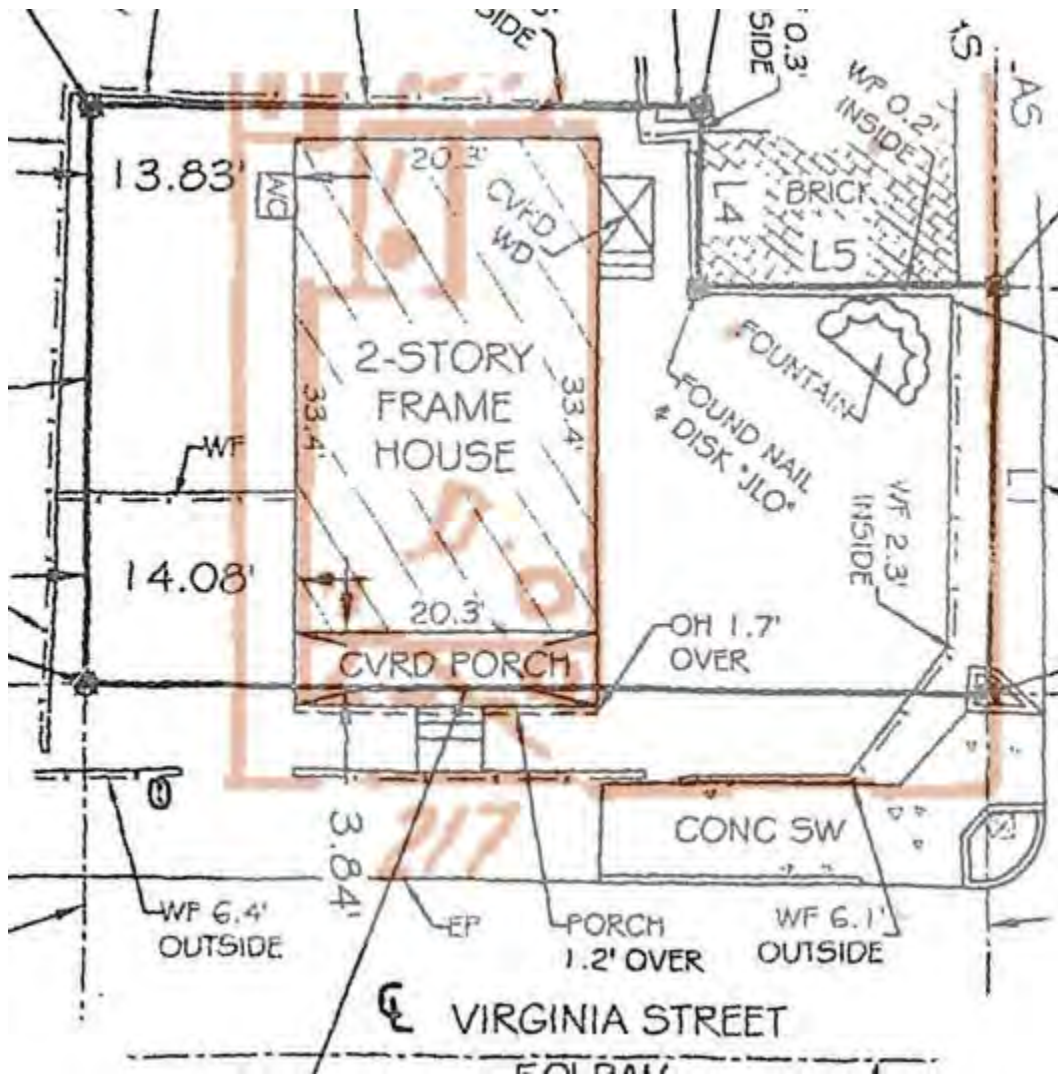 SIDE
0.3'
SIDE
WF 0.2'
INSIDE
13.83'
A/C
20.3'
CVRD
WD
L4
BRICK
L5
2-STORY
FRAME
HOUSE
33.4'
33.4'
FOUNTAIN
FOUND NAIL
& DISK "JLO"
WF
L1
WF 2.3'
INSIDE
14.08'
20.3'
CVRD PORCH
OH 1.7'
OVER
717
CONC SW
3.84'
WF 6.4'
OUTSIDE
EP
PORCH
1.2' OVER
WF 6.1'
OUTSIDE
℄ VIRGINIA STREET